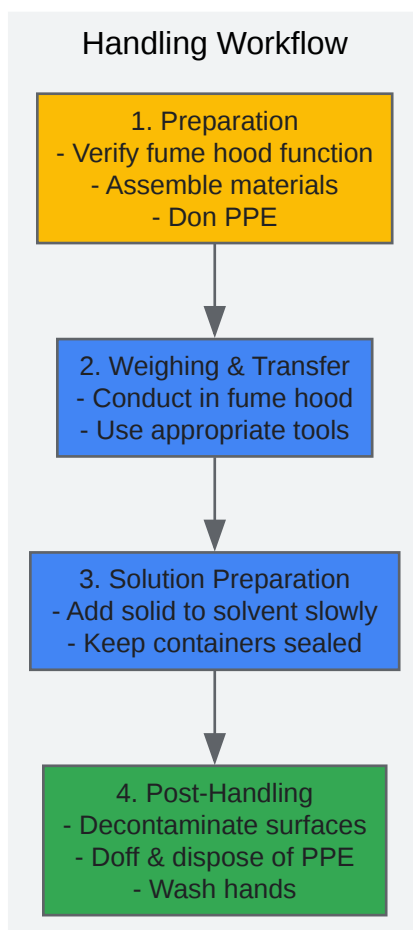 Handling Workflow
1. Preparation
- Verify fume hood function
- Assemble materials
- Don PPE
2. Weighing & Transfer
- Conduct in fume hood
- Use appropriate tools
3. Solution Preparation
- Add solid to solvent slowly
- Keep containers sealed
4. Post-Handling
- Decontaminate surfaces
- Doff & dispose of PPE
- Wash hands